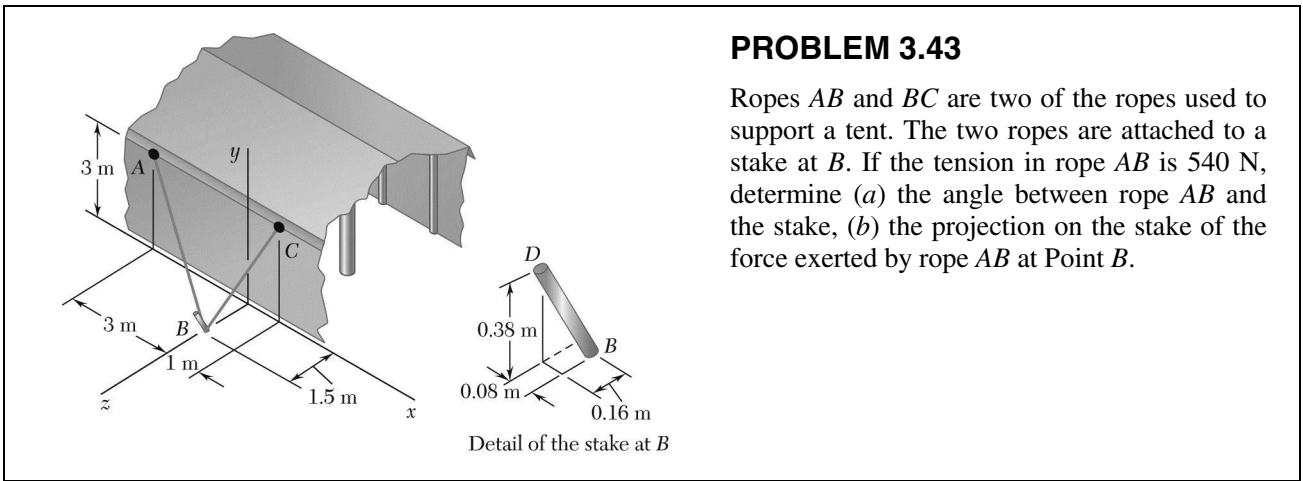 PROBLEM 3.43
Ropes AB and BC are two of the ropes used to
support a tent. The two ropes are attached to a
stake at B. If the tension in rope AB is 540 N,
determine (a) the angle between rope AB and
the stake, (b) the projection on the stake of the
force exerted by rope AB at Point B.
3 m
A
y
C
3 m
B
1 m
1.5 m
z
x
D
0.38 m
B
0.08 m
0.16 m
Detail of the stake at B